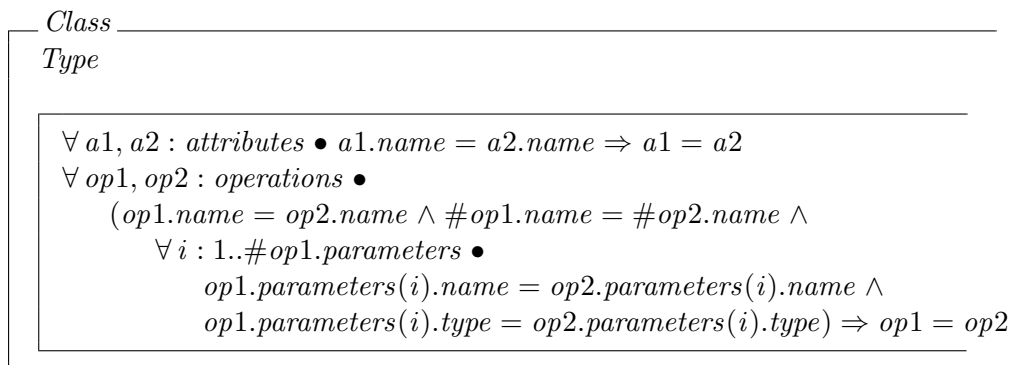 Class
Type
∀ a1, a2 : attributes • a1.name = a2.name ⇒ a1 = a2
∀ op1, op2 : operations •
(op1.name = op2.name ∧ #op1.name = #op2.name ∧
∀ i : 1..#op1.parameters •
op1.parameters(i).name = op2.parameters(i).name ∧
op1.parameters(i).type = op2.parameters(i).type) ⇒ op1 = op2